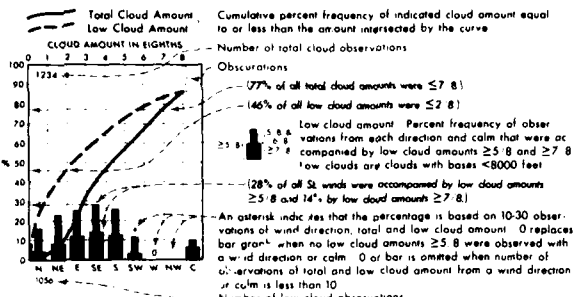 Total Cloud Amount
Low Cloud Amount
CLOUD AMOUNT IN EIGHTHS
0 1 2 3 4 5 6 7 8
100
90
80
70
60
50
40
30
20
10
0
%
1234
0
*
N NE E SE S SW W NW C
1056
Cumulative percent frequency of indicated cloud amount equal
to or less than the amount intersected by the curve
Number of total cloud observations
Obscurations
(77% of all total cloud amounts were ≤7 8)
(46% of all low cloud amounts were ≤2 8)
≥5 8
5 8 &
6 8
≥7 8
Low cloud amount Percent frequency of obser
vations from each direction and calm that were ac
companied by low cloud amounts ≥5 8 and ≥7 8
Low clouds are clouds with bases <8000 feet
(28% of all SE winds were accompanied by low cloud amounts
≥5 8 and 14% by low cloud amounts ≥7 8)
An asterisk indicates that the percentage is based on 10-30 obser
vations of wind direction, total and low cloud amount 0 replaces
bar graph when no low cloud amounts ≥5 8 were observed with
a wind direction or calm 0 or bar is omitted when number of
observations of total and low cloud amount from a wind direction
or calm is less than 10
Number of low cloud observations